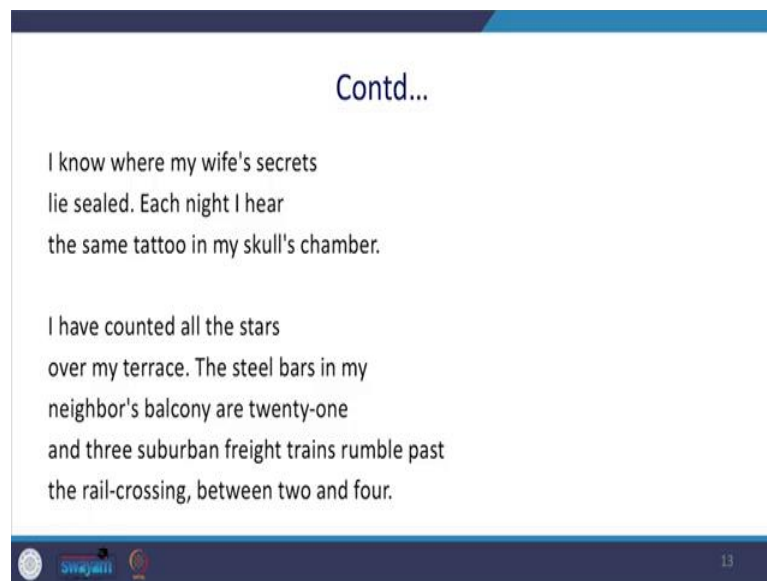 Contd...
I know where my wife's secrets
lie sealed. Each night I hear
the same tattoo in my skull's chamber.
I have counted all the stars
over my terrace. The steel bars in my
neighbor's balcony are twenty-one
and three suburban freight trains rumble past
the rail-crossing, between two and four.
swayam
13